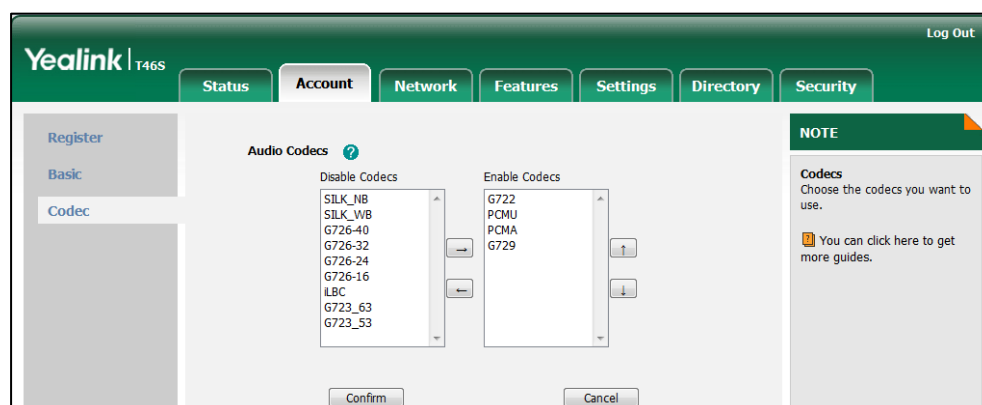 Log Out
Yealink T46S
Status Account Network Features Settings Directory Security
Register
Basic
Codec
Audio Codecs ?
Disable Codecs
SILK_NB
SILK_WB
G726-40
G726-32
G726-24
G726-16
iLBC
G723_63
G723_53
→
←
Enable Codecs
G722
PCMU
PCMA
G729
↑
↓
Confirm Cancel
NOTE
Codecs
Choose the codecs you want to
use.
? You can click here to get
more guides.